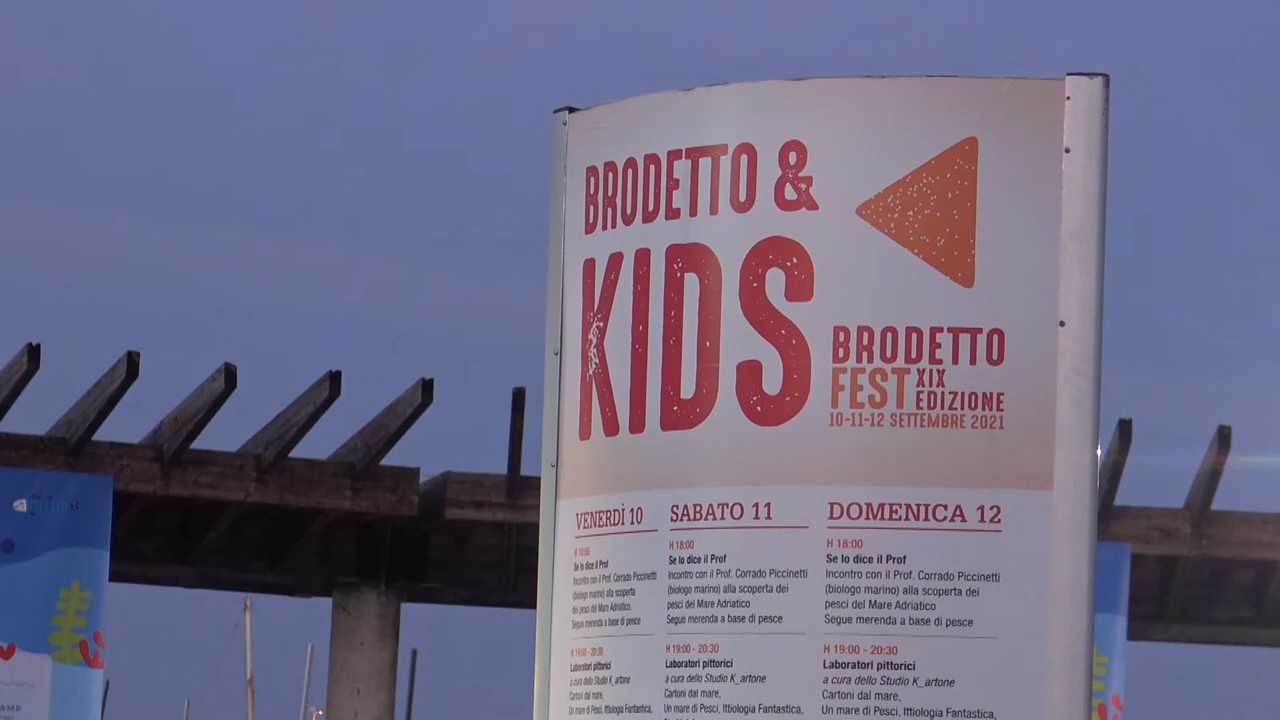 BRODETTO &
KIDS
BRODETTO
FEST XIX
EDIZIONE
10-11-12 SETTEMBRE 2021
VENERDÌ 10
H 18:00
Se lo dice il Prof
Incontro con il Prof. Corrado Piccinetti
(biologo marino) alla scoperta
dei pesci del Mare Adriatico
Segue merenda a base di pesce
H 19:00 - 20:30
Laboratori pittorici
a cura dello Studio K_artone
Cartoni dal mare,
Un mare di Pesci, Ittiologia Fantastica,
SABATO 11
H 18:00
Se lo dice il Prof
Incontro con il Prof. Corrado Piccinetti
(biologo marino) alla scoperta dei
pesci del Mare Adriatico
Segue merenda a base di pesce
H 19:00 - 20:30
Laboratori pittorici
a cura dello Studio K_artone
Cartoni dal mare,
Un mare di Pesci, Ittiologia Fantastica,
DOMENICA 12
H 18:00
Se lo dice il Prof
Incontro con il Prof. Corrado Piccinetti
(biologo marino) alla scoperta dei
pesci del Mare Adriatico
Segue merenda a base di pesce
H 19:00 - 20:30
Laboratori pittorici
a cura dello Studio K_artone
Cartoni dal mare,
Un mare di Pesci, Ittiologia Fantastica,